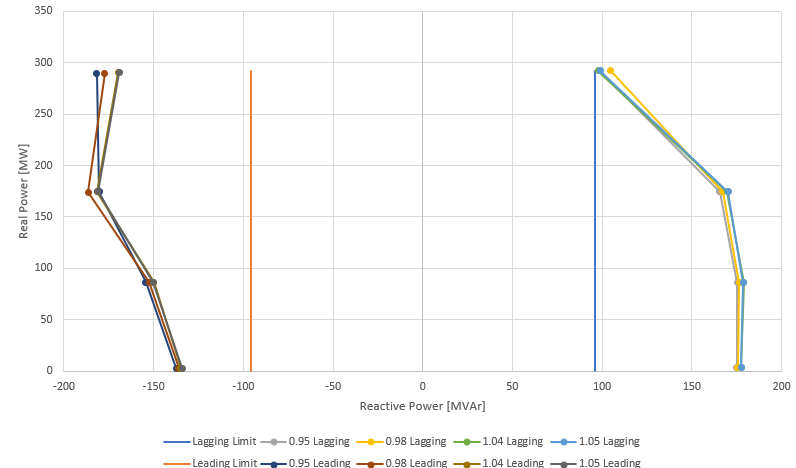 350
300
250
200
150
100
50
0
Real Power [MW]
-200 -150 -100 -50 0 50 100 150 200
Reactive Power [MVAr]
Lagging Limit 0.95 Lagging 0.98 Lagging 1.04 Lagging 1.05 Lagging
Leading Limit 0.95 Leading 0.98 Leading 1.04 Leading 1.05 Leading